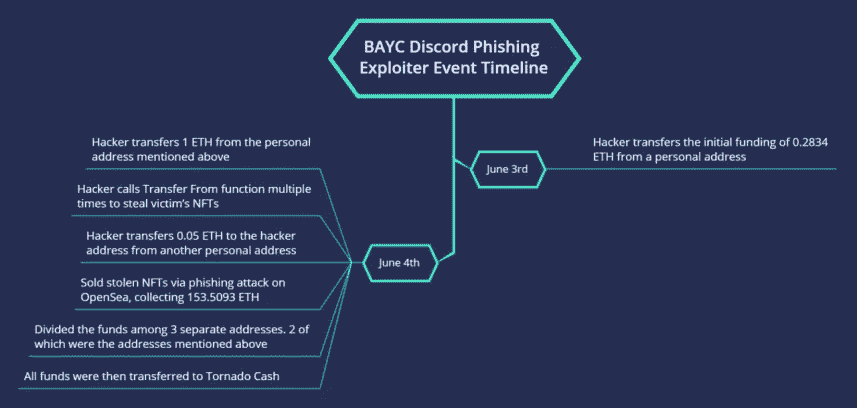 BAYC Discord Phishing
Exploiter Event Timeline
Hacker transfers the initial funding of 0.2834
ETH from a personal address
June 3rd
Hacker transfers 1 ETH from the personal
address mentioned above
Hacker calls Transfer From function multiple
times to steal victim's NFTs
Hacker transfers 0.05 ETH to the hacker
address from another personal address
June 4th
Sold stolen NFTs via phishing attack on
OpenSea, collecting 153.5093 ETH
Divided the funds among 3 separate addresses. 2 of
which were the addresses mentioned above
All funds were then transferred to Tornado Cash